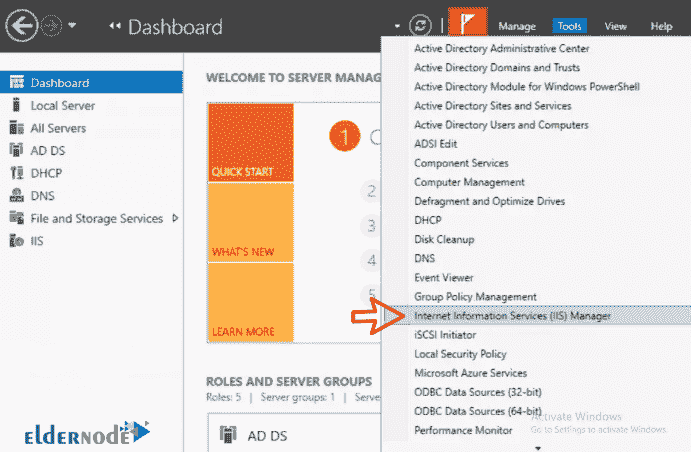 Dashboard
Manage
Tools
View
Help
Dashboard
Local Server
All Servers
AD DS
DHCP
DNS
File and Storage Services
IIS
WELCOME TO SERVER MANA
QUICK START
WHAT'S NEW
LEARN MORE
1 C
2
3
4
5
ROLES AND SERVER GROUPS
Roles: 5 | Server groups: 1 | Serve
AD DS
Active Directory Administrative Center
Active Directory Domains and Trusts
Active Directory Module for Windows PowerShell
Active Directory Sites and Services
Active Directory Users and Computers
ADSI Edit
Component Services
Computer Management
Defragment and Optimize Drives
DHCP
Disk Cleanup
DNS
Event Viewer
Group Policy Management
Internet Information Services (IIS) Manager
iSCSI Initiator
Local Security Policy
Microsoft Azure Services
ODBC Data Sources (32-bit)
ODBC Data Sources (64-bit)
Performance Monitor
Activate Windows
Go to Settings to activate Windows.
eldernode